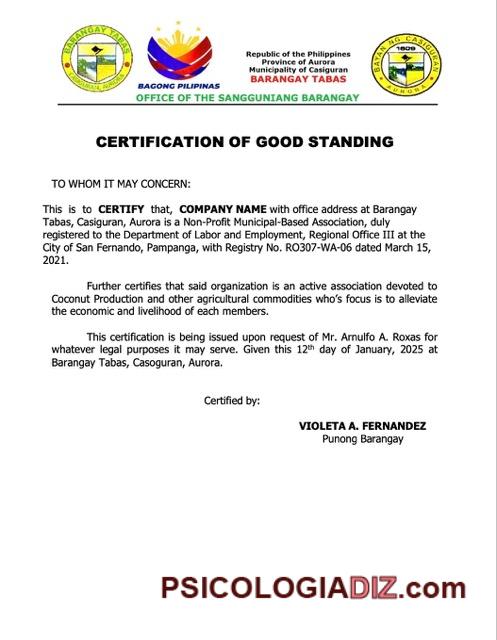 BARANGAY TABAS
CASIGURAN, AURORA
BAGONG PILIPINAS
Republic of the Philippines
Province of Aurora
Municipality of Casiguran
BARANGAY TABAS
BAYAN NG CASIGURAN
1609
AURORA
OFFICE OF THE SANGGUNIANG BARANGAY
CERTIFICATION OF GOOD STANDING
TO WHOM IT MAY CONCERN:
This is to CERTIFY that, COMPANY NAME with office address at Barangay
Tabas, Casiguran, Aurora is a Non-Profit Municipal-Based Association, duly
registered to the Department of Labor and Employment, Regional Office III at the
City of San Fernando, Pampanga, with Registry No. RO307-WA-06 dated March 15,
2021.
Further certifies that said organization is an active association devoted to
Coconut Production and other agricultural commodities who's focus is to alleviate
the economic and livelihood of each members.
This certification is being issued upon request of Mr. Arnulfo A. Roxas for
whatever legal purposes it may serve. Given this 12th day of January, 2025 at
Barangay Tabas, Casoguran, Aurora.
Certified by:
VIOLETA A. FERNANDEZ
Punong Barangay
PSICOLOGIADIZ.com